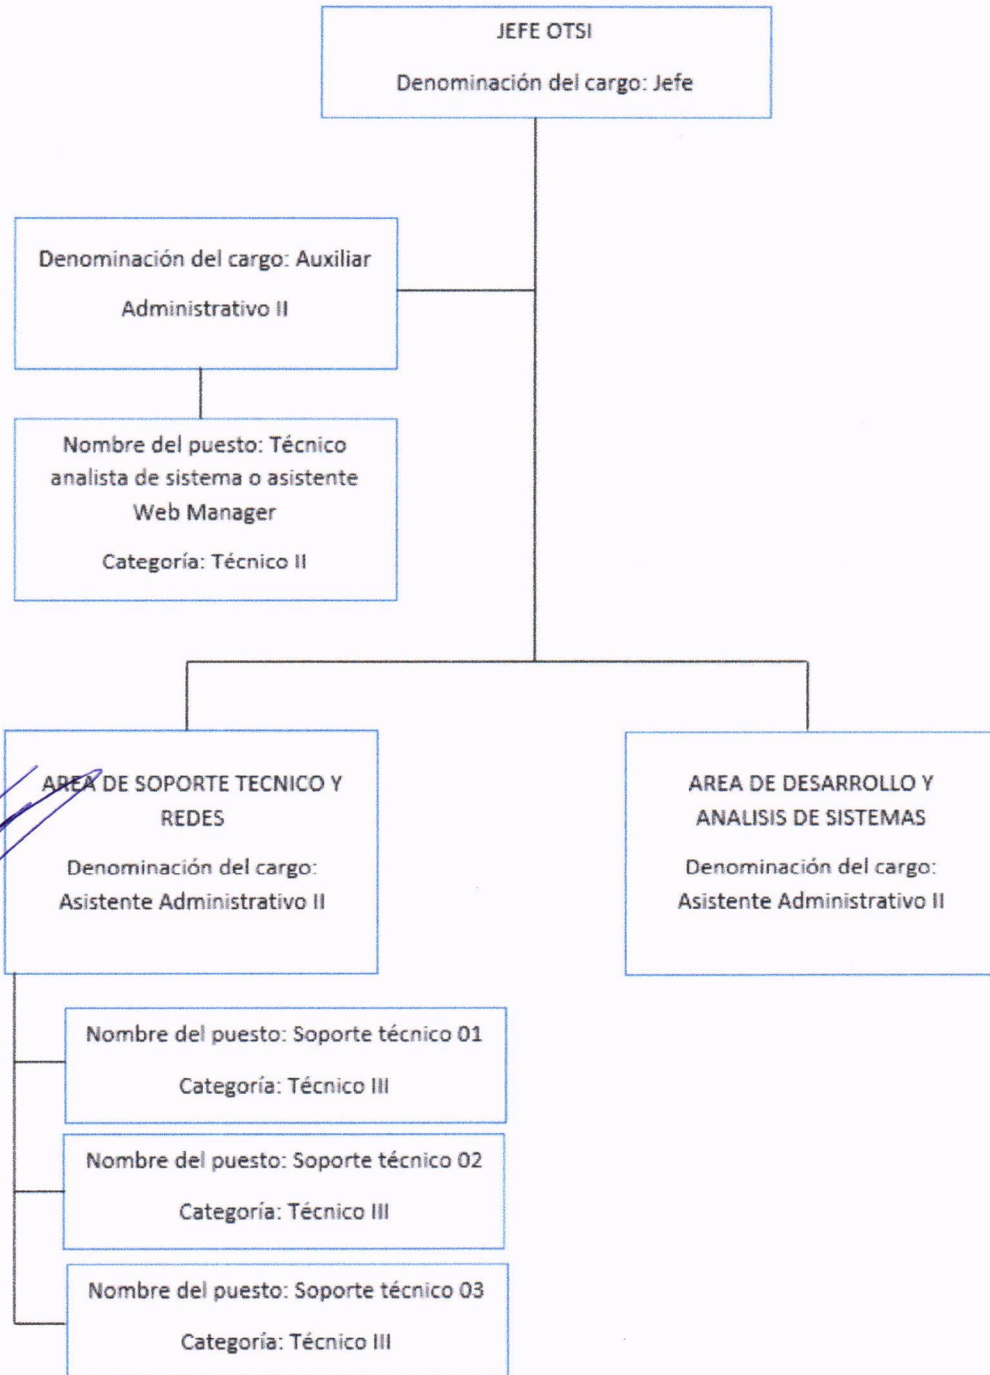 JEFE OTSI
Denominación del cargo: Jefe
Denominación del cargo: Auxiliar
Administrativo II
Nombre del puesto: Técnico
analista de sistema o asistente
Web Manager
Categoría: Técnico II
AREA DE SOPORTE TECNICO Y
REDES
Denominación del cargo:
Asistente Administrativo II
AREA DE DESARROLLO Y
ANALISIS DE SISTEMAS
Denominación del cargo:
Asistente Administrativo II
Nombre del puesto: Soporte técnico 01
Categoría: Técnico III
Nombre del puesto: Soporte técnico 02
Categoría: Técnico III
Nombre del puesto: Soporte técnico 03
Categoría: Técnico III